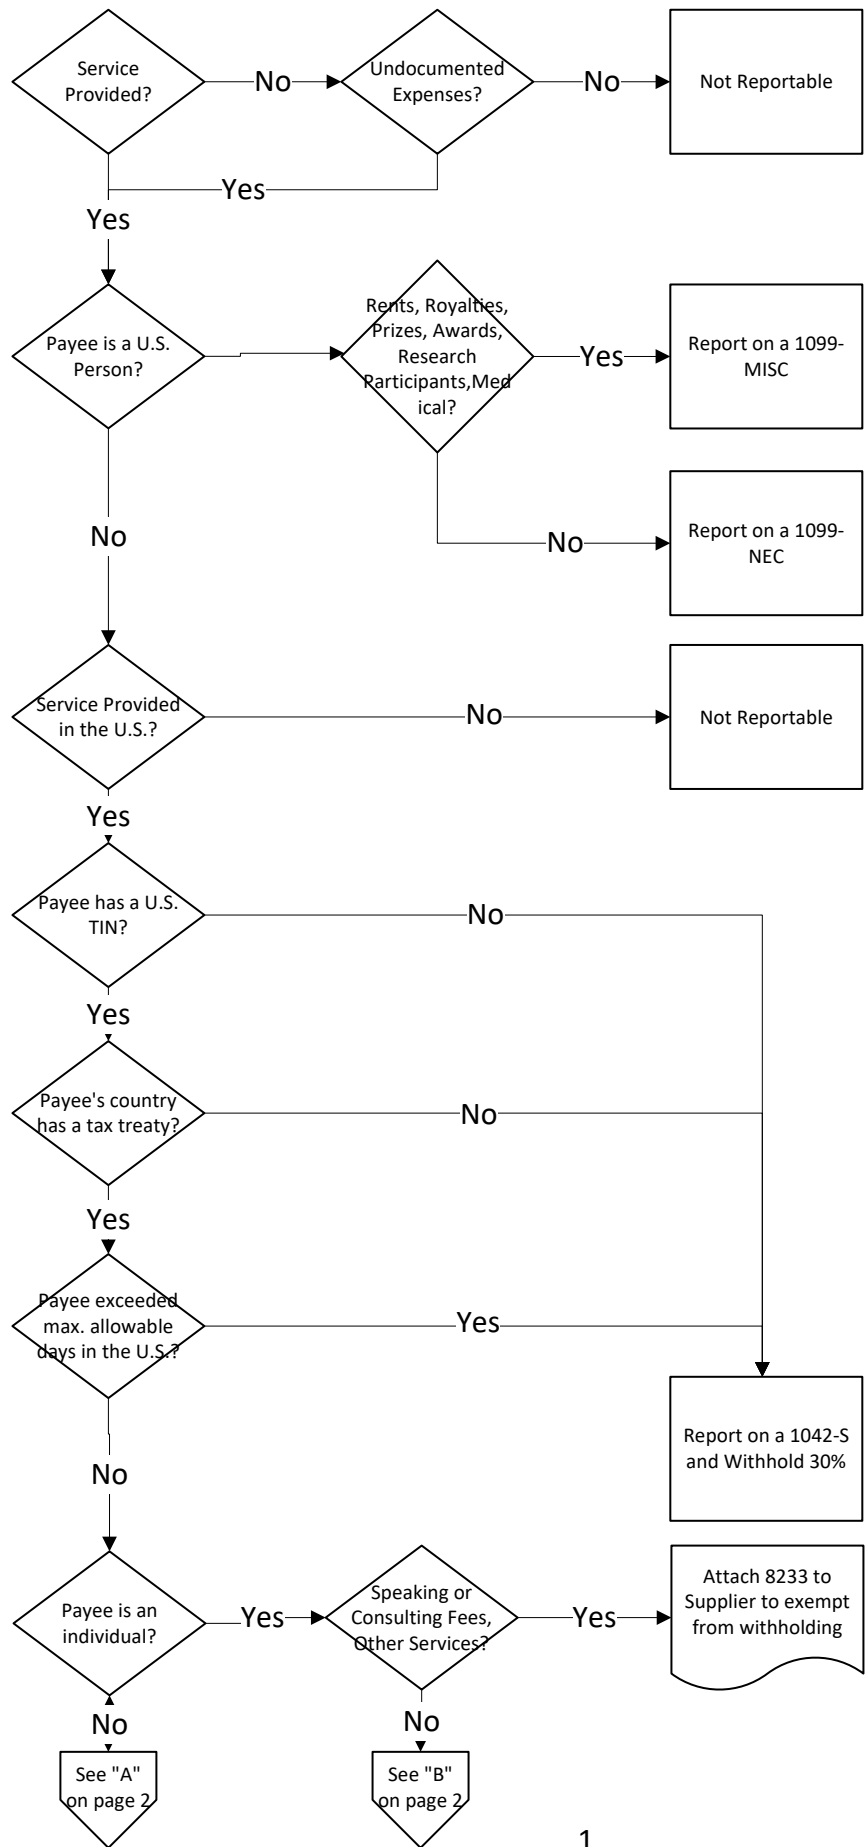 Service
Provided?
No
Undocumented
Expenses?
No
Not Reportable
Yes
Yes
Payee is a U.S.
Person?
Rents, Royalties,
Prizes, Awards,
Research
Participants,Med
ical?
Yes
Report on a 1099-
MISC
No
No
Report on a 1099-
NEC
Service Provided
in the U.S.?
No
Not Reportable
Yes
Payee has a U.S.
TIN?
No
Yes
Payee's country
has a tax treaty?
No
Yes
Payee exceeded
max. allowable
days in the U.S.?
Yes
Report on a 1042-S
and Withhold 30%
No
Payee is an
individual?
Yes
Speaking or
Consulting Fees,
Other Services?
Yes
Attach 8233 to
Supplier to exempt
from withholding
No
No
See "A"
on page 2
See "B"
on page 2
1